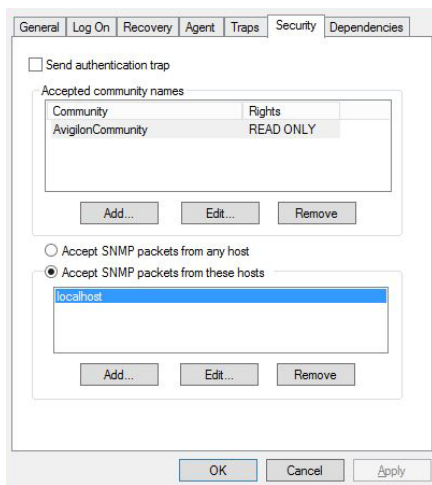 General Log On Recovery Agent Traps Security Dependencies
Send authentication trap
Accepted community names
Community Rights
AvigilonCommunity READ ONLY
Add... Edit... Remove
Accept SNMP packets from any host
Accept SNMP packets from these hosts
localhost
Add... Edit... Remove
OK Cancel Apply